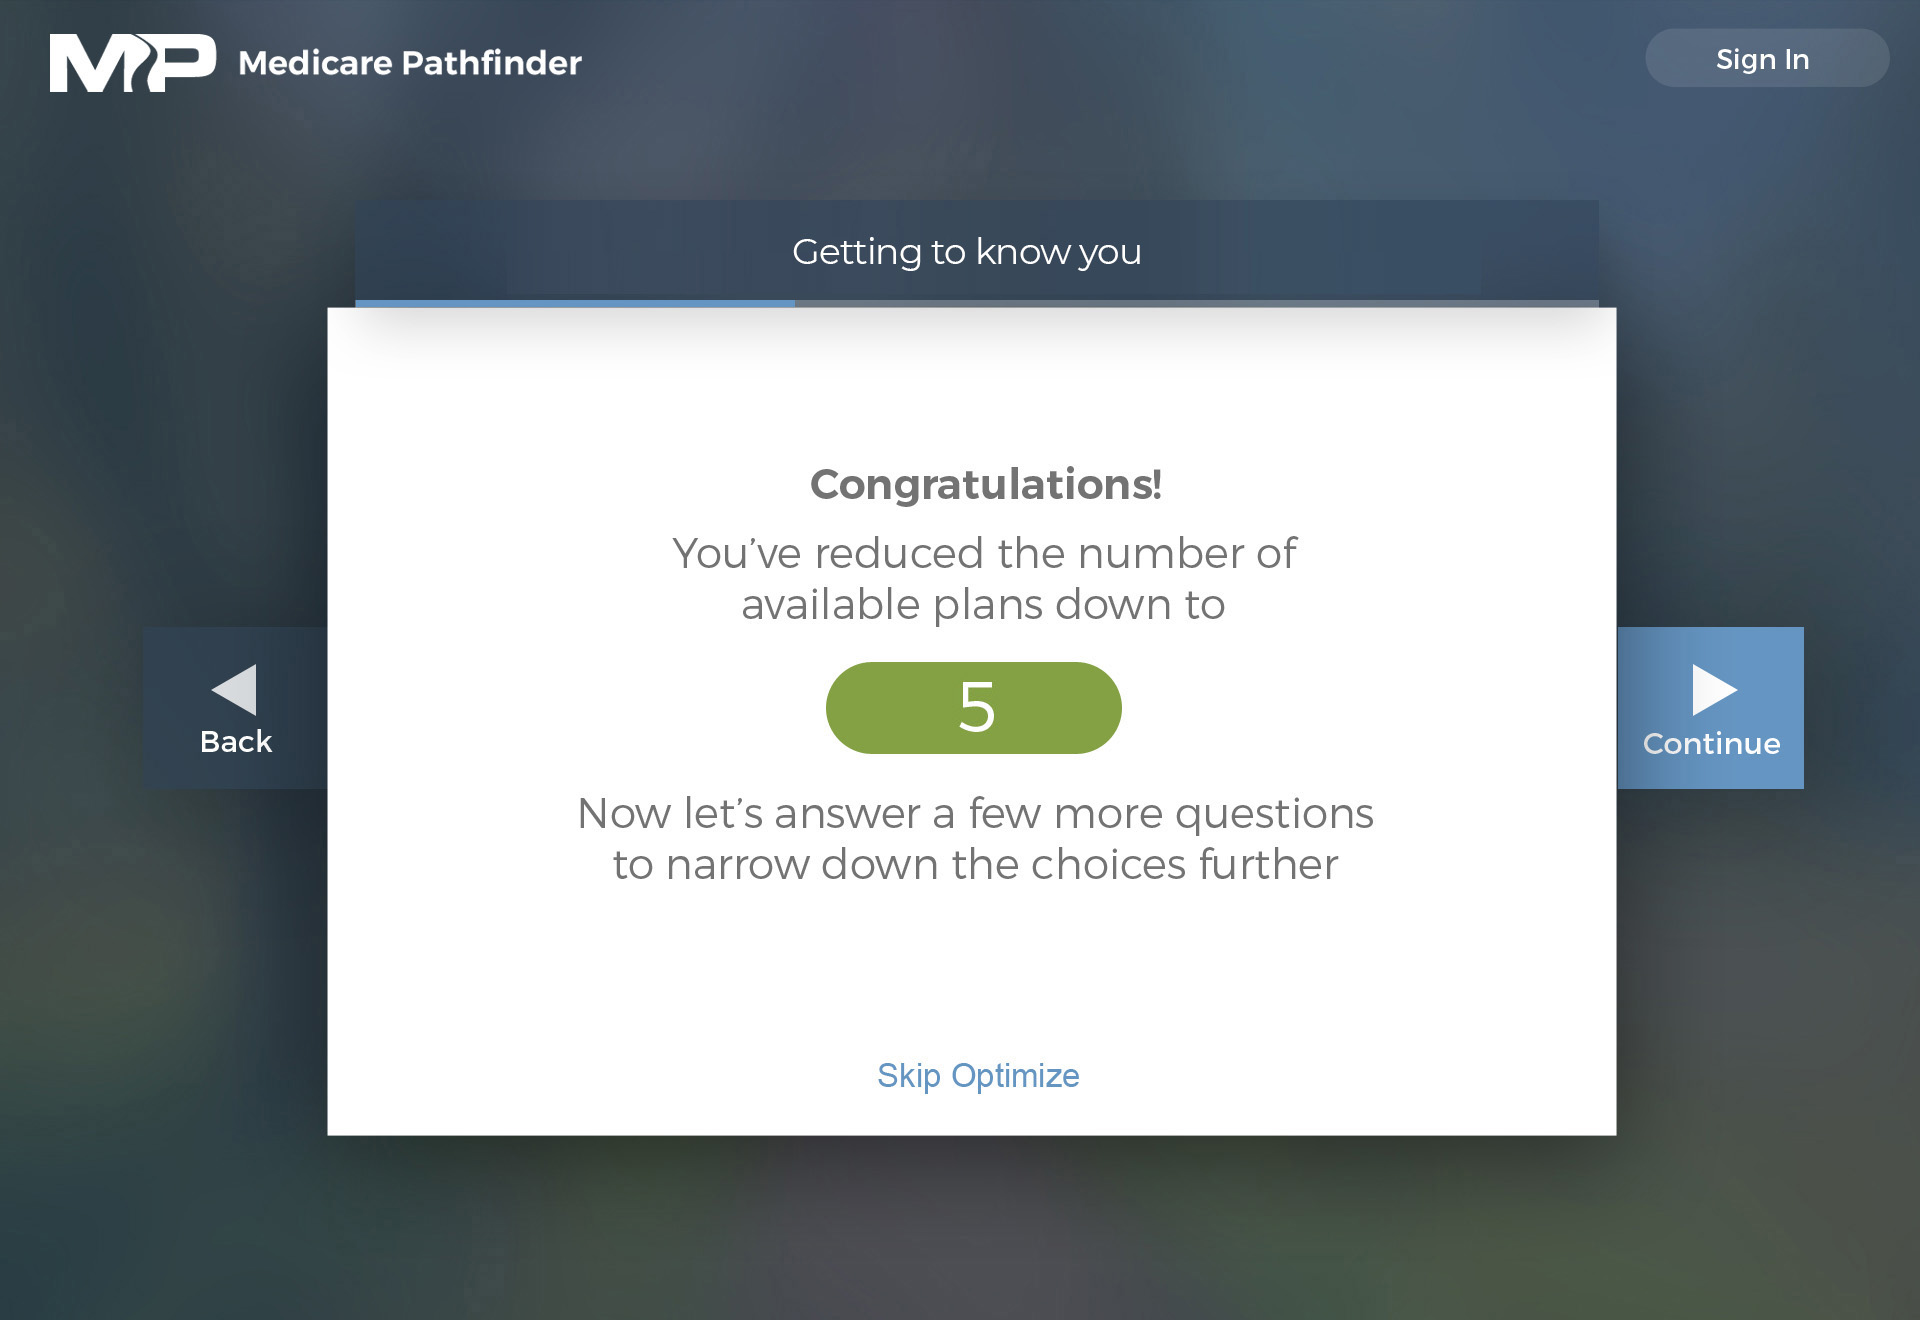 MP Medicare Pathfinder
Sign In
Getting to know you
Congratulations!
You’ve reduced the number of
available plans down to
5
Back
Continue
Now let’s answer a few more questions
to narrow down the choices further
Skip Optimize